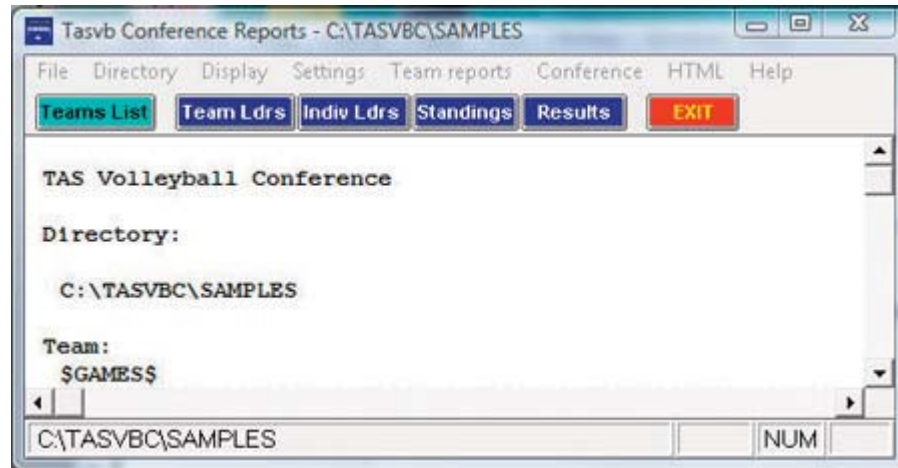 Tasvb Conference Reports - C:\TASVBC\SAMPLES
File Directory Display Settings Team reports Conference HTML Help
Teams List Team Ldrs Indiv Ldrs Standings Results EXIT
TAS Volleyball Conference
Directory:
C:\TASVBC\SAMPLES
Team:
$GAMES$
C:\TASVBC\SAMPLES NUM